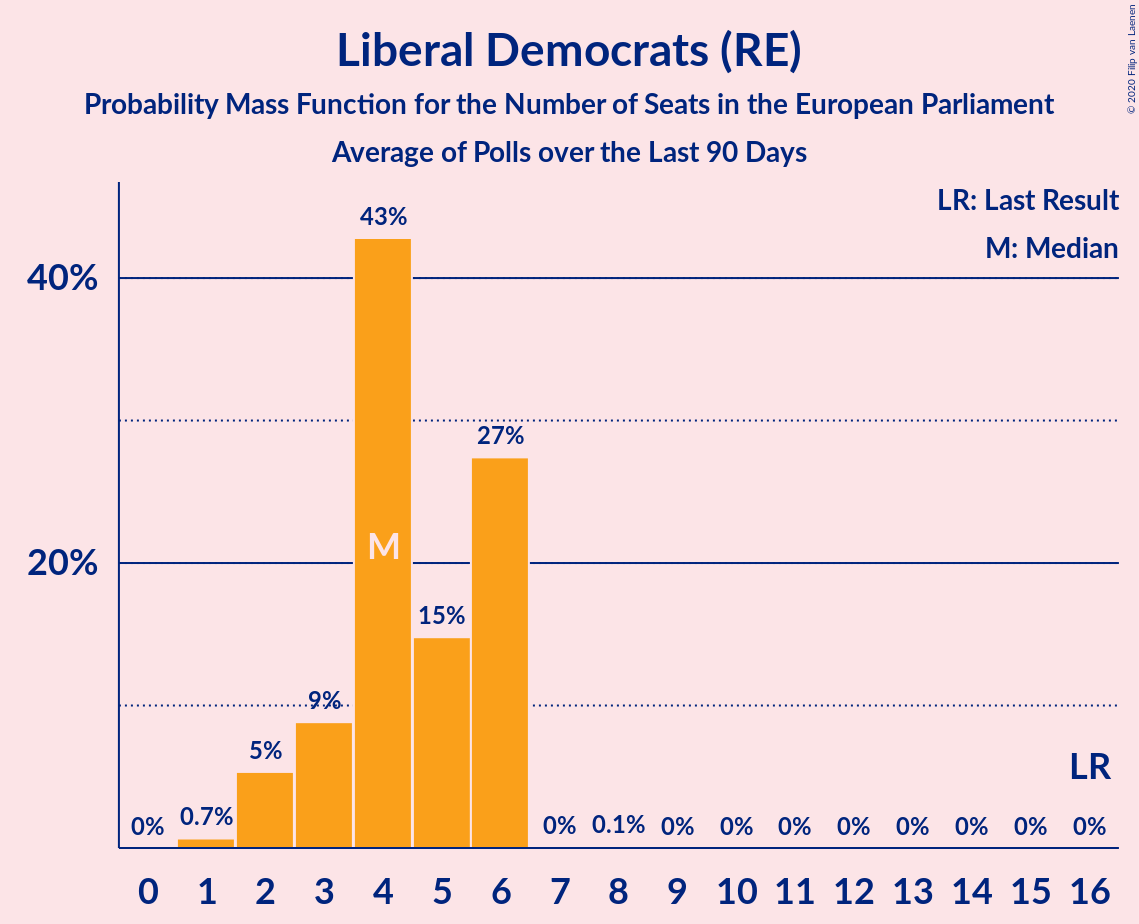 Liberal Democrats (RE)
Probability Mass Function for the Number of Seats in the European Parliament
Average of Polls over the Last 90 Days
© 2020 Filip van Laenen
LR: Last Result
M: Median
40%
20%
0%
0.7%
5%
9%
43%
15%
27%
0%
0.1%
0%
0%
0%
0%
0%
0%
0%
0%
M
LR
0 1 2 3 4 5 6 7 8 9 10 11 12 13 14 15 16